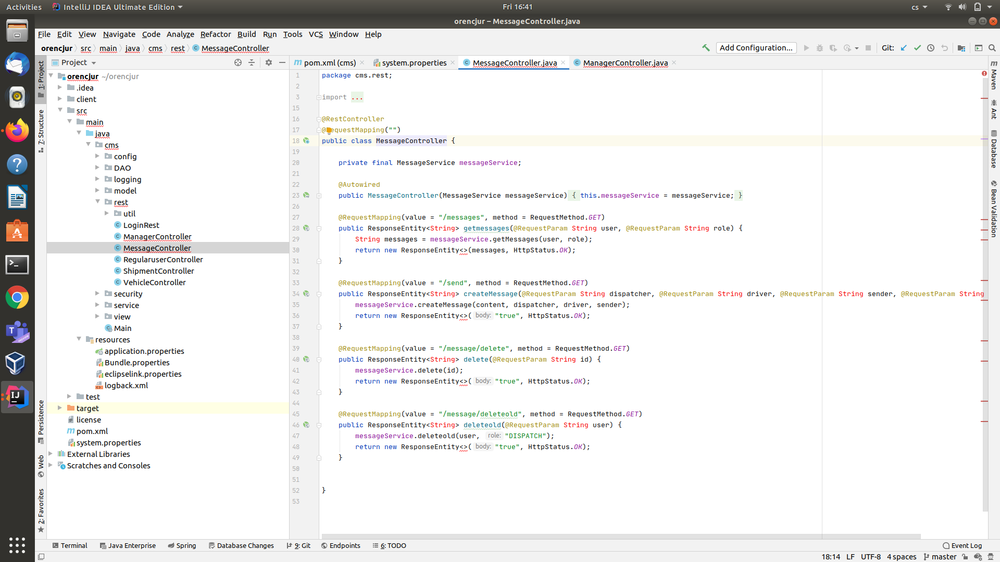 Activities IntelliJ IDEA Ultimate Edition Fri 16:41 cs
orencjur – MessageController.java
File Edit View Navigate Code Analyze Refactor Build Run Tools VCS Window Help
orencjur src main java cms rest MessageController Add Configuration... Git:
Project
pom.xml (cms) system.properties MessageController.java ManagerController.java
orencjur ~/orencjur
.idea
client
src
main
java
cms
config
DAO
logging
model
rest
util
LoginRest
ManagerController
MessageController
RegularuserController
ShipmentController
VehicleController
security
service
view
Main
resources
application.properties
Bundle.properties
eclipselink.properties
logback.xml
test
target
license
pom.xml
system.properties
External Libraries
Scratches and Consoles
1: Project
7: Structure
Persistence
Web
2: Favorites
1 package cms.rest;
2
3 import ...
15
16 @RestController
17 @RequestMapping("")
18 public class MessageController {
19
20 private final MessageService messageService;
21
22 @Autowired
23 public MessageController(MessageService messageService) { this.messageService = messageService; }
26
27 @RequestMapping(value = "/messages", method = RequestMethod.GET)
28 public ResponseEntity<String> getmessages(@RequestParam String user, @RequestParam String role) {
29 String messages = messageService.getMessages(user, role);
30 return new ResponseEntity<>(messages, HttpStatus.OK);
31 }
32
33 @RequestMapping(value = "/send", method = RequestMethod.GET)
34 public ResponseEntity<String> createMessage(@RequestParam String dispatcher, @RequestParam String driver, @RequestParam String sender, @RequestParam String
35 messageService.createMessage(content, dispatcher, driver, sender);
36 return new ResponseEntity<>( body: "true", HttpStatus.OK);
37 }
38
39 @RequestMapping(value = "/message/delete", method = RequestMethod.GET)
40 public ResponseEntity<String> delete(@RequestParam String id) {
41 messageService.delete(id);
42 return new ResponseEntity<>( body: "true", HttpStatus.OK);
43 }
44
45 @RequestMapping(value = "/message/deleteold", method = RequestMethod.GET)
46 public ResponseEntity<String> deleteold(@RequestParam String user) {
47 messageService.deleteold(user, role: "DISPATCH");
48 return new ResponseEntity<>( body: "true", HttpStatus.OK);
49 }
50
51
52 }
53
Maven
Ant
Database
Bean Validation
Terminal Java Enterprise Spring Database Changes 9: Git Endpoints 6: TODO Event Log
18:14 LF UTF-8 4 spaces master